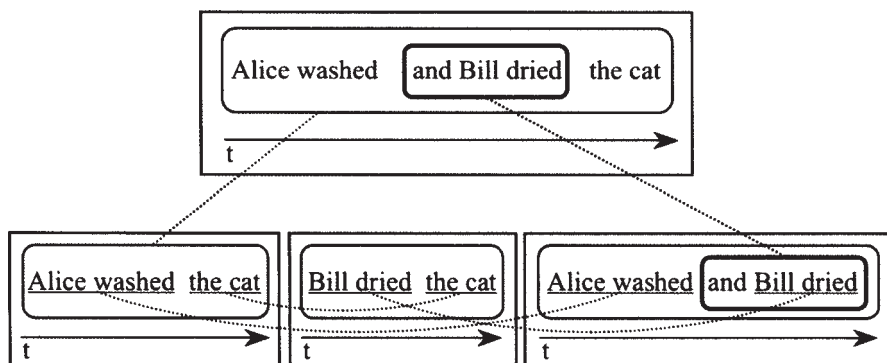 Alice washed and Bill dried the cat
t
Alice washed the cat
t
Bill dried the cat
t
Alice washed and Bill dried
t